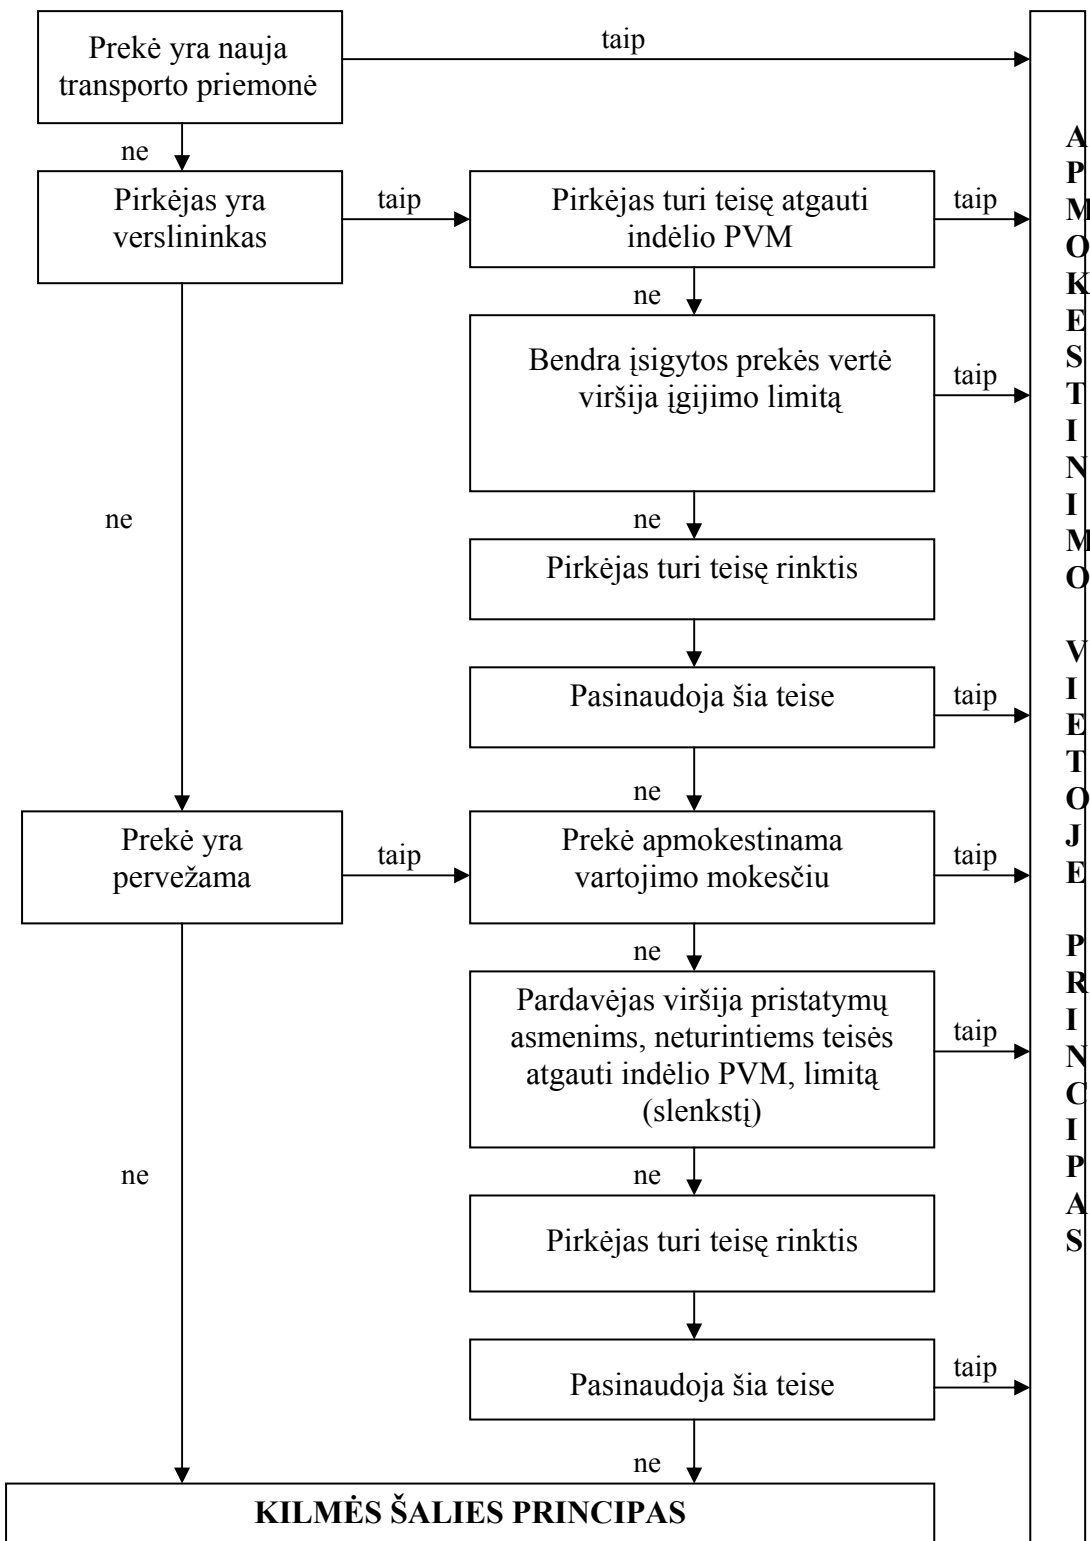 Prekė yra nauja
transporto priemonė
taip
ne
Pirkėjas yra
verslininkas
taip
Pirkėjas turi teisę atgauti
indėlio PVM
taip
ne
Bendra įsigytos prekės vertė
viršija įgijimo limitą
taip
ne
ne
Pirkėjas turi teisę rinktis
Pasinaudoja šia teise
taip
ne
Prekė yra
pervežama
taip
Prekė apmokestinama
vartojimo mokesčiu
taip
ne
Pardavėjas viršija pristatymų
asmenims, neturintiems teisės
atgauti indėlio PVM, limitą
(slenkstį)
taip
ne
ne
Pirkėjas turi teisę rinktis
Pasinaudoja šia teise
taip
ne
KILMĖS ŠALIES PRINCIPAS
APMOKESTINIMO VIETOJE PRINCIPAS